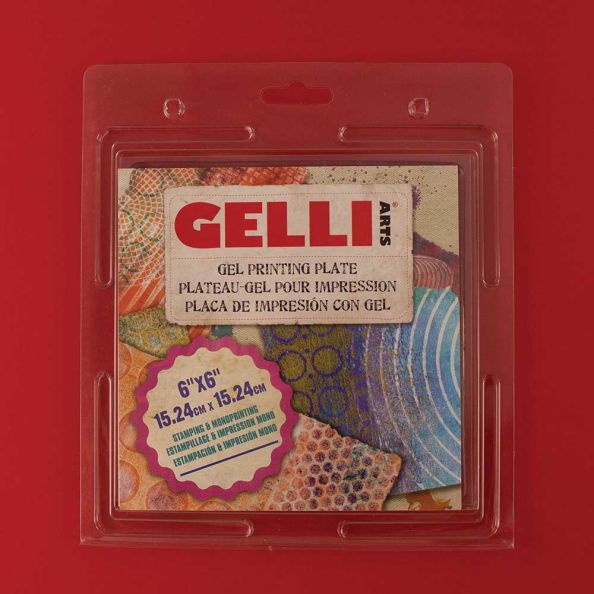 GELLI ARTS®
GEL PRINTING PLATE
PLATEAU-GEL POUR IMPRESSION
PLACA DE IMPRESIÓN CON GEL
6"X6"
15.24CM X 15.24CM
STAMPING & MONOPRINTING
ESTAMPILLAGE & IMPRESSION MONO
ESTAMPACIÓN & IMPRESIÓN MONO